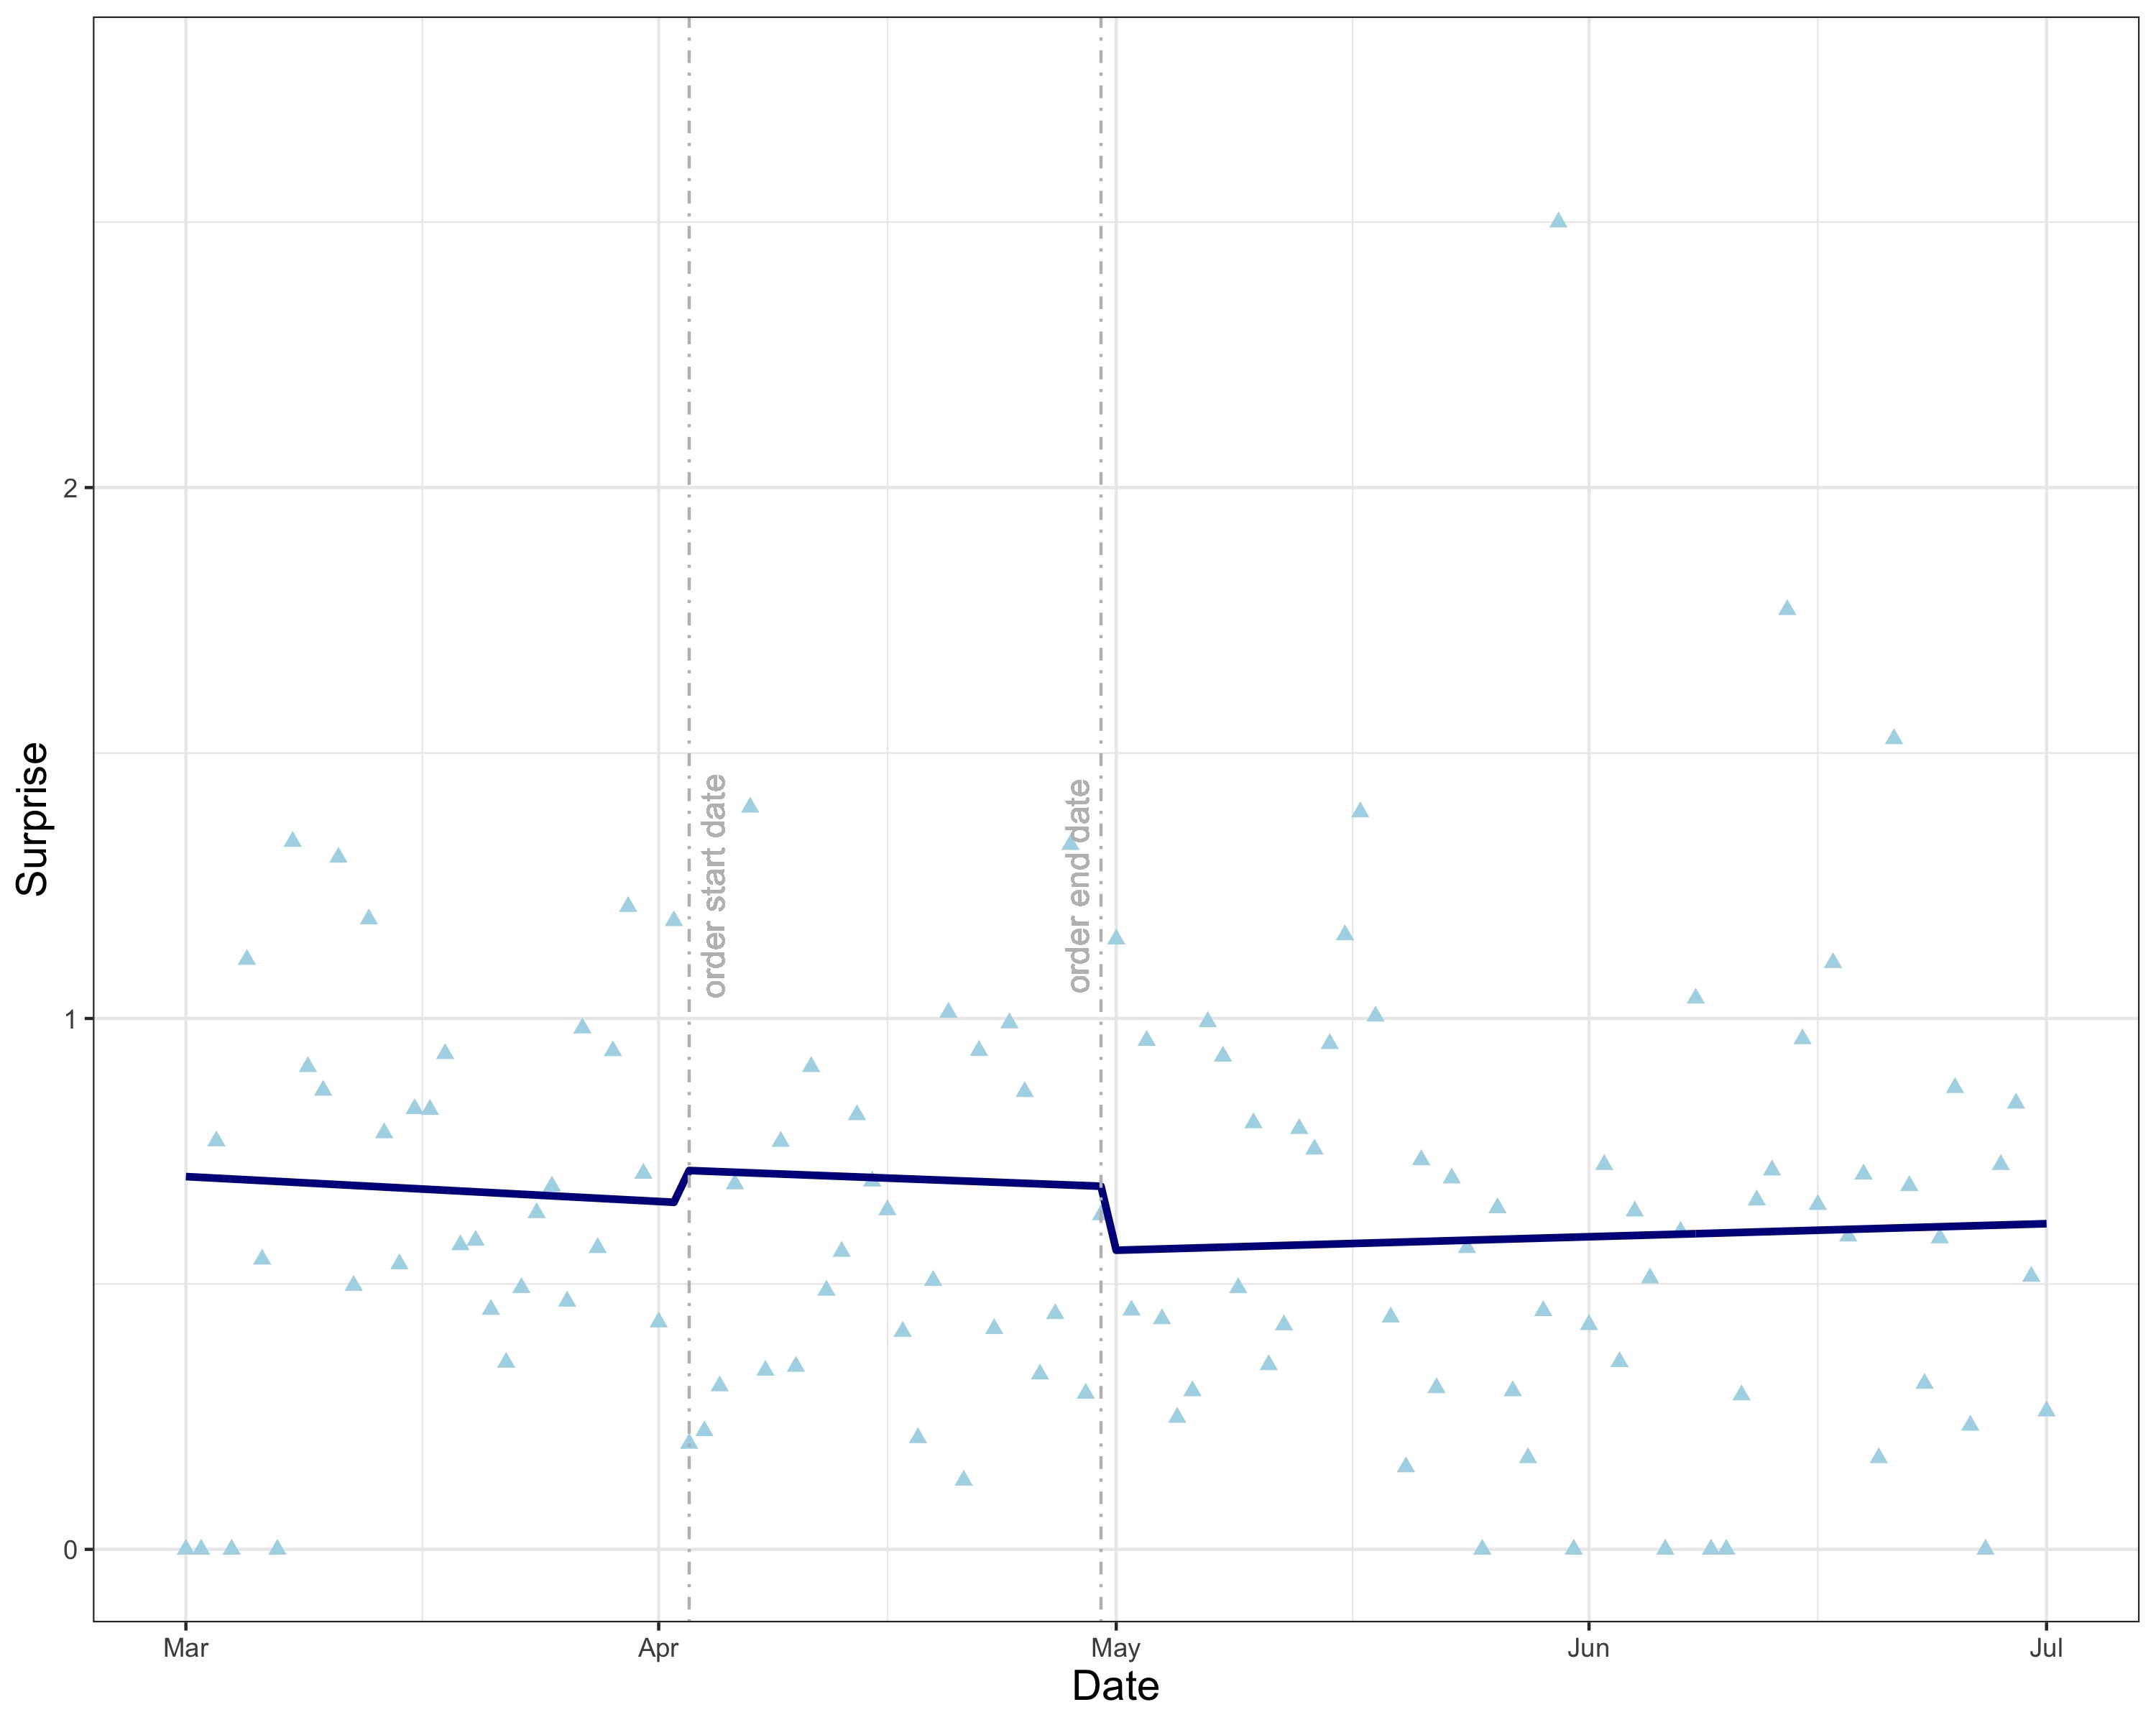 Surprise
2
1
0
order start date
order end date
Mar
Apr
May
Jun
Jul
Date